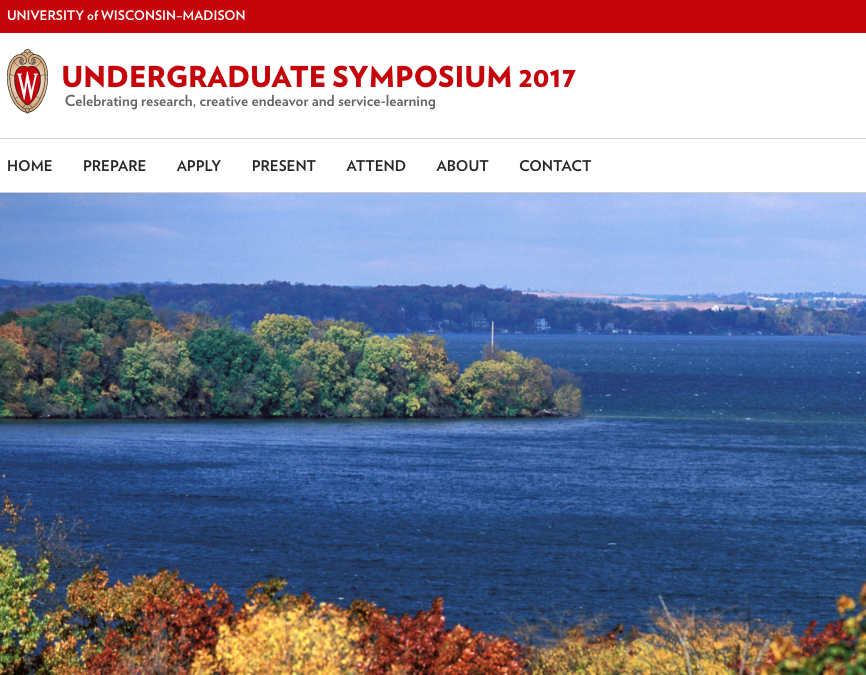 UNIVERSITY of WISCONSIN–MADISON
W
UNDERGRADUATE SYMPOSIUM 2017
Celebrating research, creative endeavor and service-learning
HOME PREPARE APPLY PRESENT ATTEND ABOUT CONTACT